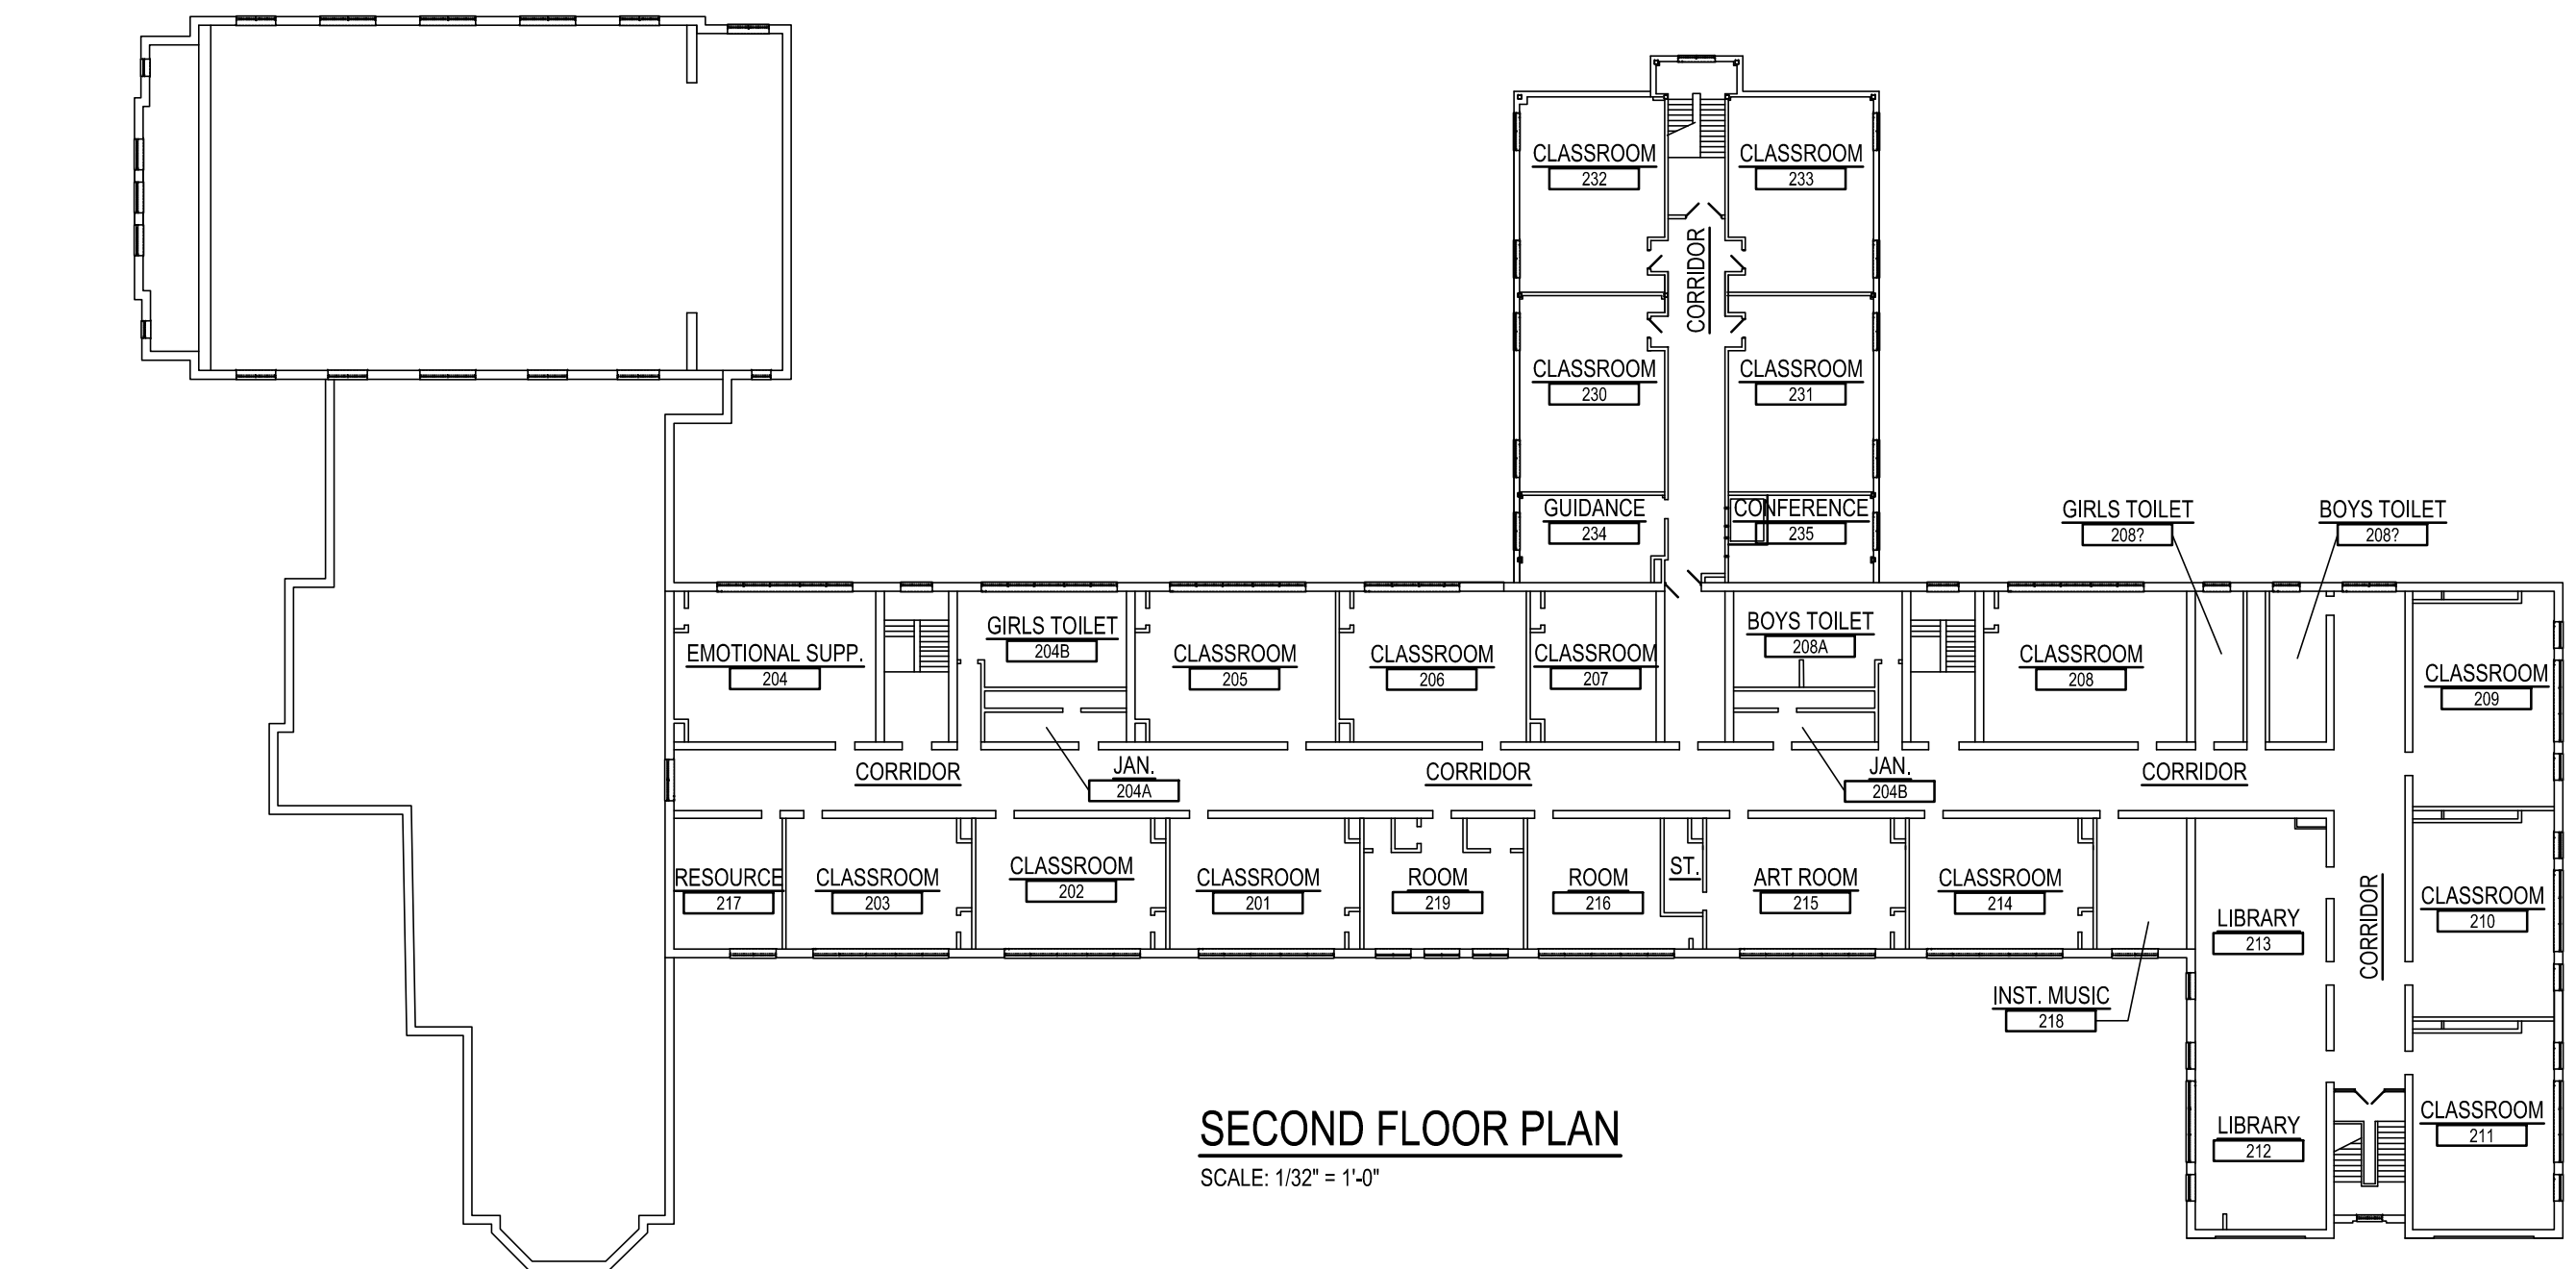 CLASSROOM
232
CLASSROOM
233
CORRIDOR
CLASSROOM
230
CLASSROOM
231
GUIDANCE
234
CONFERENCE
235
GIRLS TOILET
208?
BOYS TOILET
208?
EMOTIONAL SUPP.
204
GIRLS TOILET
204B
CLASSROOM
205
CLASSROOM
206
CLASSROOM
207
BOYS TOILET
208A
CLASSROOM
208
CLASSROOM
209
CORRIDOR
JAN.
204A
CORRIDOR
JAN.
204B
CORRIDOR
RESOURCE
217
CLASSROOM
203
CLASSROOM
202
CLASSROOM
201
ROOM
219
ROOM
216
ST.
ART ROOM
215
CLASSROOM
214
LIBRARY
213
CORRIDOR
CLASSROOM
210
INST. MUSIC
218
LIBRARY
212
CLASSROOM
211
SECOND FLOOR PLAN
SCALE: 1/32" = 1'-0"